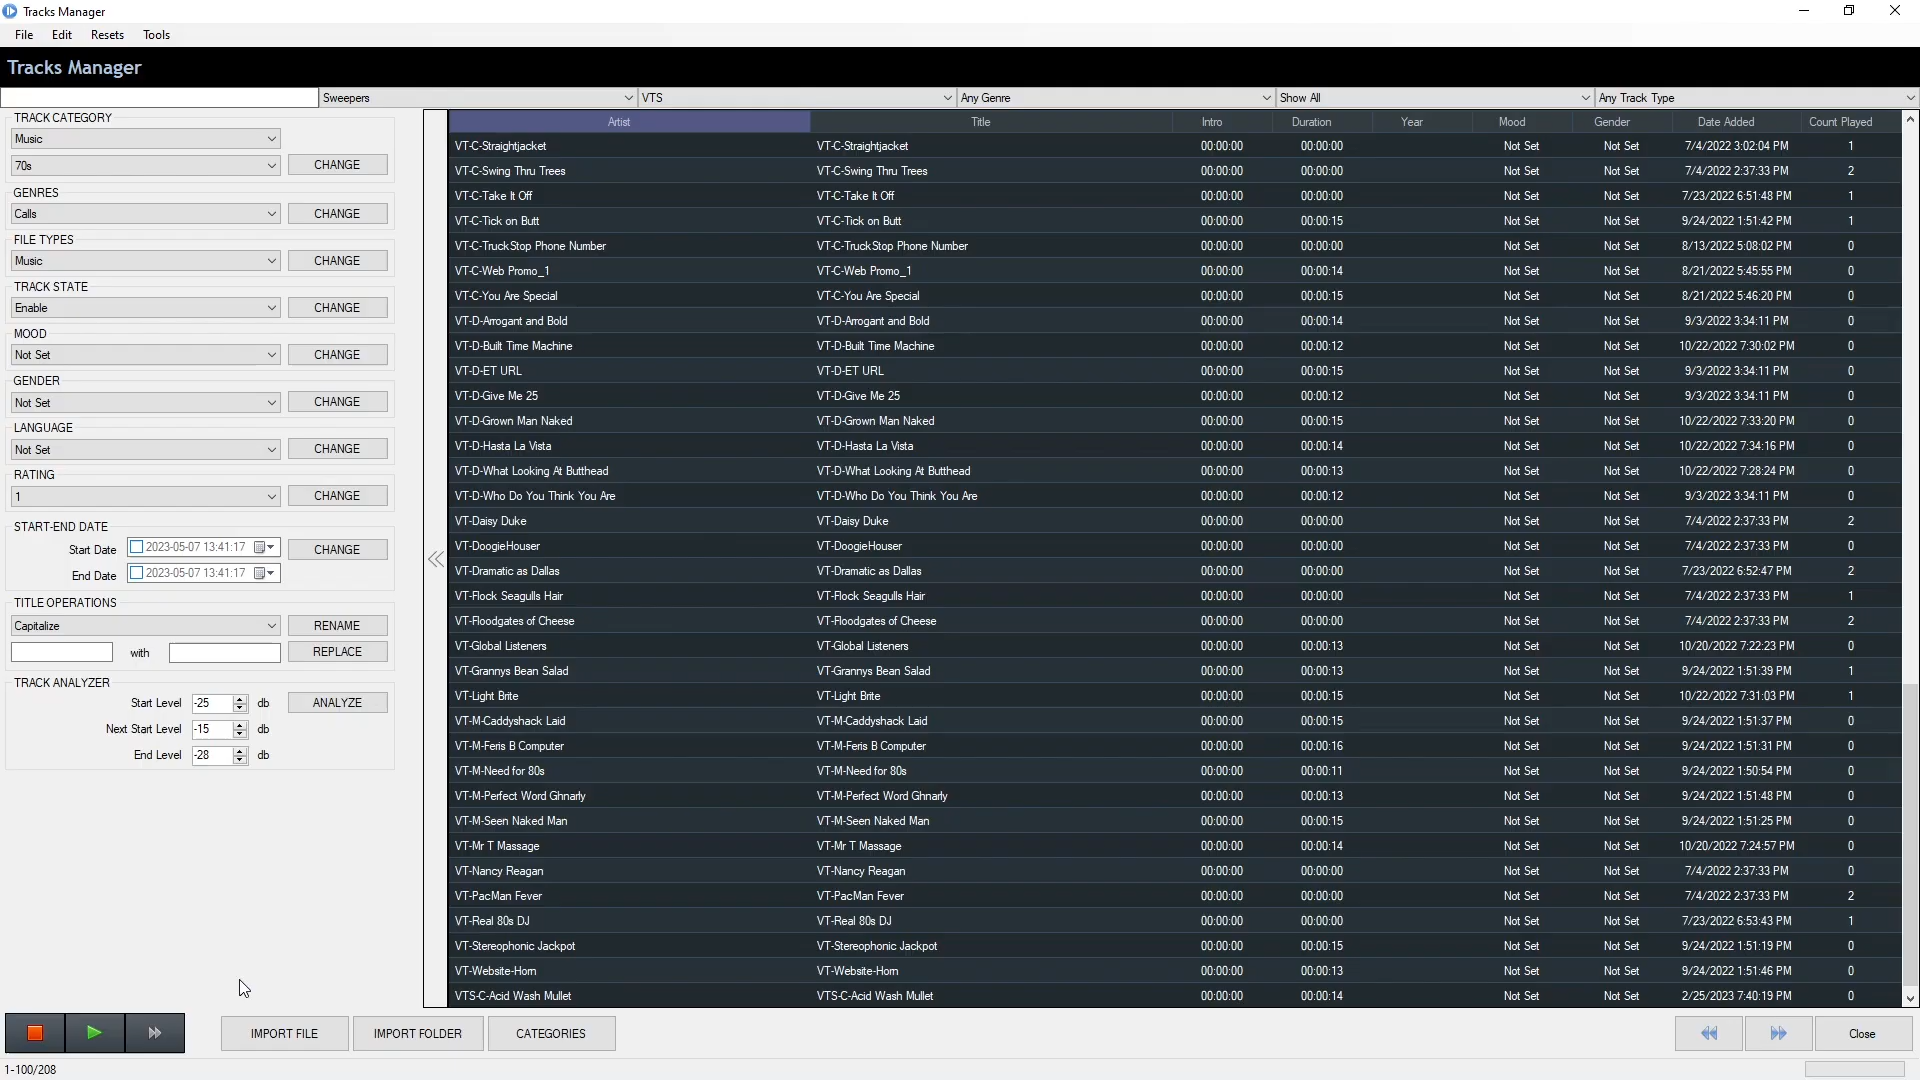 Tracks Manager
File Edit Resets Tools
Tracks Manager
Sweepers VTS Any Genre Show All Any Track Type
TRACK CATEGORY
Music
70s CHANGE
GENRES
Calls CHANGE
FILE TYPES
Music CHANGE
TRACK STATE
Enable CHANGE
MOOD
Not Set CHANGE
GENDER
Not Set CHANGE
LANGUAGE
Not Set CHANGE
RATING
1 CHANGE
START-END DATE
Start Date 2023-05-07 13:41:17 CHANGE
End Date 2023-05-07 13:41:17
TITLE OPERATIONS
Capitalize RENAME
with REPLACE
TRACK ANALYZER
Start Level -25 db ANALYZE
Next Start Level -15 db
End Level -28 db
Artist Title Intro Duration Year Mood Gender Date Added Count Played
VT-C-Straightjacket VT-C-Straightjacket 00:00:00 00:00:00 Not Set Not Set 7/4/2022 3:02:04 PM 1
VT-C-Swing Thru Trees VT-C-Swing Thru Trees 00:00:00 00:00:00 Not Set Not Set 7/4/2022 2:37:33 PM 2
VT-C-Take It Off VT-C-Take It Off 00:00:00 00:00:00 Not Set Not Set 7/23/2022 6:51:48 PM 1
VT-C-Tick on Butt VT-C-Tick on Butt 00:00:00 00:00:15 Not Set Not Set 9/24/2022 1:51:42 PM 1
VT-C-TruckStop Phone Number VT-C-TruckStop Phone Number 00:00:00 00:00:00 Not Set Not Set 8/13/2022 5:08:02 PM 0
VT-C-Web Promo_1 VT-C-Web Promo_1 00:00:00 00:00:14 Not Set Not Set 8/21/2022 5:45:55 PM 0
VT-C-You Are Special VT-C-You Are Special 00:00:00 00:00:15 Not Set Not Set 8/21/2022 5:46:20 PM 0
VT-D-Arrogant and Bold VT-D-Arrogant and Bold 00:00:00 00:00:14 Not Set Not Set 9/3/2022 3:34:11 PM 0
VT-D-Built Time Machine VT-D-Built Time Machine 00:00:00 00:00:12 Not Set Not Set 10/22/2022 7:30:02 PM 0
VT-D-ET URL VT-D-ET URL 00:00:00 00:00:15 Not Set Not Set 9/3/2022 3:34:11 PM 0
VT-D-Give Me 25 VT-D-Give Me 25 00:00:00 00:00:12 Not Set Not Set 9/3/2022 3:34:11 PM 0
VT-D-Grown Man Naked VT-D-Grown Man Naked 00:00:00 00:00:15 Not Set Not Set 10/22/2022 7:33:20 PM 0
VT-D-Hasta La Vista VT-D-Hasta La Vista 00:00:00 00:00:14 Not Set Not Set 10/22/2022 7:34:16 PM 0
VT-D-What Looking At Butthead VT-D-What Looking At Butthead 00:00:00 00:00:13 Not Set Not Set 10/22/2022 7:28:24 PM 0
VT-D-Who Do You Think You Are VT-D-Who Do You Think You Are 00:00:00 00:00:12 Not Set Not Set 9/3/2022 3:34:11 PM 0
VT-Daisy Duke VT-Daisy Duke 00:00:00 00:00:00 Not Set Not Set 7/4/2022 2:37:33 PM 2
VT-DoogieHouser VT-DoogieHouser 00:00:00 00:00:00 Not Set Not Set 7/4/2022 2:37:33 PM 0
VT-Dramatic as Dallas VT-Dramatic as Dallas 00:00:00 00:00:00 Not Set Not Set 7/23/2022 6:52:47 PM 2
VT-Flock Seagulls Hair VT-Flock Seagulls Hair 00:00:00 00:00:00 Not Set Not Set 7/4/2022 2:37:33 PM 1
VT-Floodgates of Cheese VT-Floodgates of Cheese 00:00:00 00:00:00 Not Set Not Set 7/4/2022 2:37:33 PM 2
VT-Global Listeners VT-Global Listeners 00:00:00 00:00:13 Not Set Not Set 10/20/2022 7:22:23 PM 0
VT-Grannys Bean Salad VT-Grannys Bean Salad 00:00:00 00:00:13 Not Set Not Set 9/24/2022 1:51:39 PM 1
VT-Light Brite VT-Light Brite 00:00:00 00:00:15 Not Set Not Set 10/22/2022 7:31:03 PM 1
VT-M-Caddyshack Laid VT-M-Caddyshack Laid 00:00:00 00:00:15 Not Set Not Set 9/24/2022 1:51:37 PM 0
VT-M-Feris B Computer VT-M-Feris B Computer 00:00:00 00:00:16 Not Set Not Set 9/24/2022 1:51:31 PM 0
VT-M-Need for 80s VT-M-Need for 80s 00:00:00 00:00:11 Not Set Not Set 9/24/2022 1:50:54 PM 0
VT-M-Perfect Word Ghnarly VT-M-Perfect Word Ghnarly 00:00:00 00:00:13 Not Set Not Set 9/24/2022 1:51:48 PM 0
VT-M-Seen Naked Man VT-M-Seen Naked Man 00:00:00 00:00:15 Not Set Not Set 9/24/2022 1:51:25 PM 0
VT-Mr T Massage VT-Mr T Massage 00:00:00 00:00:14 Not Set Not Set 10/20/2022 7:24:57 PM 0
VT-Nancy Reagan VT-Nancy Reagan 00:00:00 00:00:00 Not Set Not Set 7/4/2022 2:37:33 PM 0
VT-PacMan Fever VT-PacMan Fever 00:00:00 00:00:00 Not Set Not Set 7/4/2022 2:37:33 PM 2
VT-Real 80s DJ VT-Real 80s DJ 00:00:00 00:00:00 Not Set Not Set 7/23/2022 6:53:43 PM 1
VT-Stereophonic Jackpot VT-Stereophonic Jackpot 00:00:00 00:00:15 Not Set Not Set 9/24/2022 1:51:19 PM 0
VT-Website-Horn VT-Website-Horn 00:00:00 00:00:13 Not Set Not Set 9/24/2022 1:51:46 PM 0
VTS-C-Acid Wash Mullet VTS-C-Acid Wash Mullet 00:00:00 00:00:14 Not Set Not Set 2/25/2023 7:40:19 PM 0
IMPORT FILE IMPORT FOLDER CATEGORIES Close
1-100/208